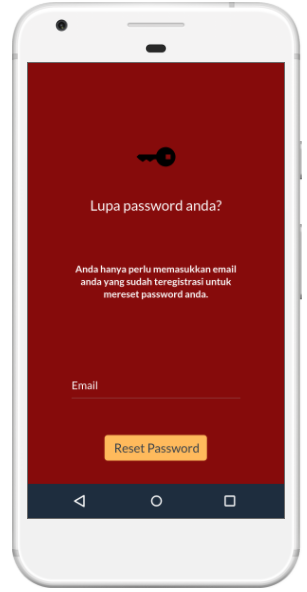 Lupa password anda?
Anda hanya perlu memasukkan email
anda yang sudah teregistrasi untuk
mereset password anda.
Email
Reset Password